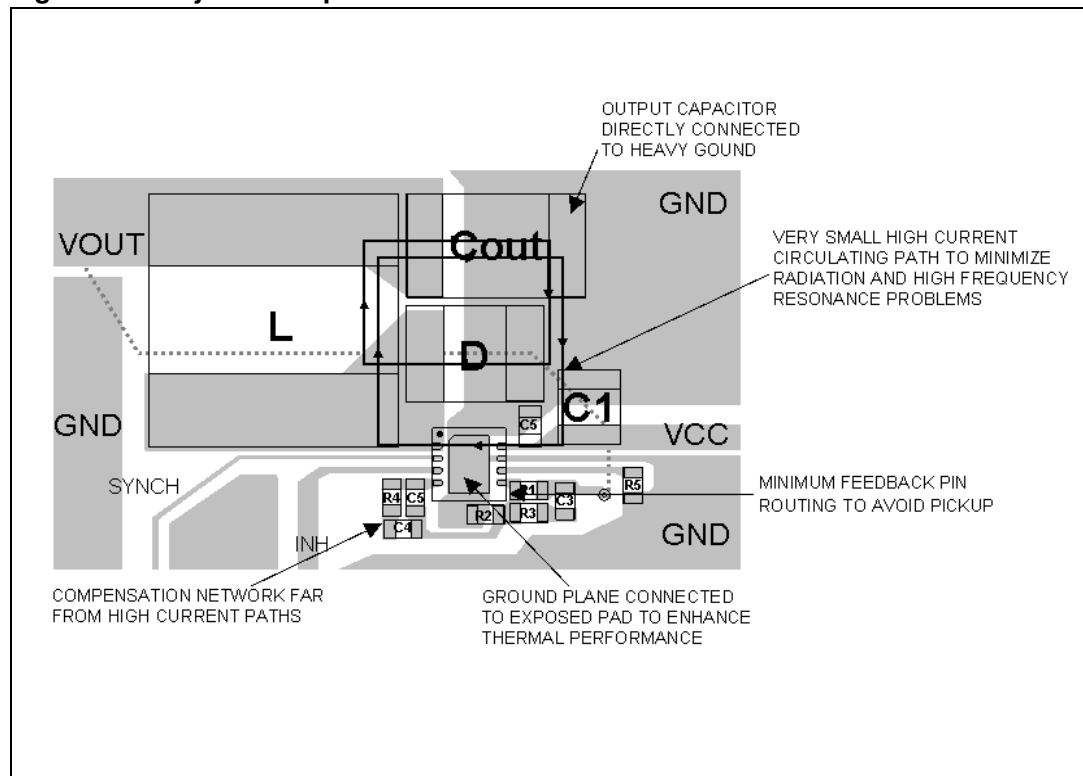 OUTPUT CAPACITOR
DIRECTLY CONNECTED
TO HEAVY GOUND
GND
VOUT
Cout
VERY SMALL HIGH CURRENT
CIRCULATING PATH TO MINIMIZE
RADIATION AND HIGH FREQUENCY
RESONANCE PROBLEMS
L
D
C1
C5
GND
VCC
SYNCH
MINIMUM FEEDBACK PIN
ROUTING TO AVOID PICKUP
R4
C5
R1
C3
R5
R2
R3
C4
INH
GND
COMPENSATION NETWORK FAR
FROM HIGH CURRENT PATHS
GROUND PLANE CONNECTED
TO EXPOSED PAD TO ENHANCE
THERMAL PERFORMANCE